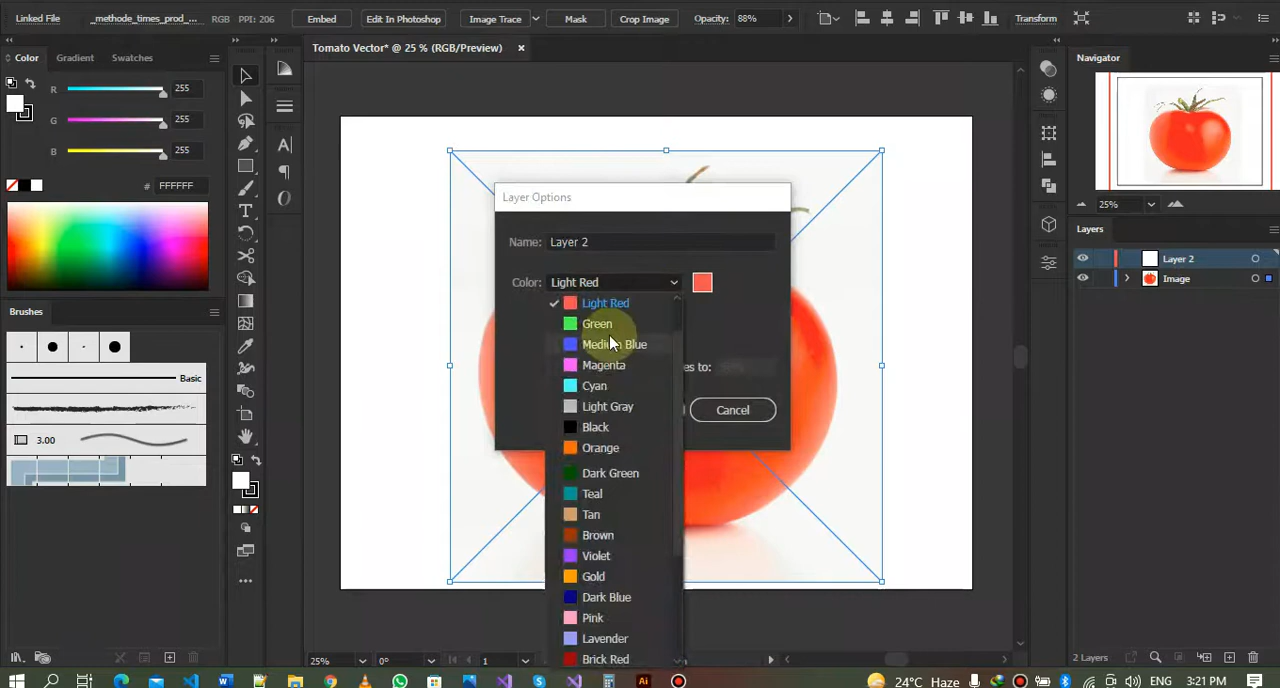 Linked File
_methode_times_prod_...
RGB PPI: 206
Embed
Edit In Photoshop
Image Trace
Mask
Crop Image
Opacity: 88%
Transform
Color
Gradient
Swatches
Tomato Vector* @ 25 % (RGB/Preview)
Navigator
R 255
G 255
B 255
# FFFFFF
25%
Layers
Layer 2
Image
Brushes
Basic
3.00
Layer Options
Name: Layer 2
Color: Light Red
Light Red
Green
Medium Blue
Magenta
es to:
Cyan
Light Gray
Black
Orange
Dark Green
Teal
Tan
Brown
Violet
Gold
Dark Blue
Pink
Lavender
Brick Red
Cancel
25%
0°
1
2 Layers
24°C Haze
ENG
3:21 PM